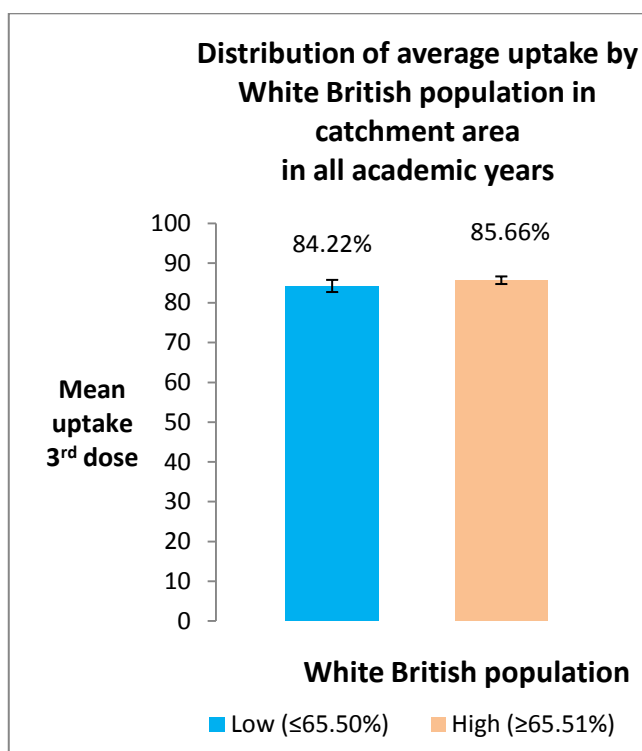 Distribution of average uptake by
White British population in
catchment area
in all academic years
100
90
80
70
60
50
40
30
20
10
0
84.22%
85.66%
Mean
uptake
3rd dose
White British population
Low (≤65.50%)
High (≥65.51%)